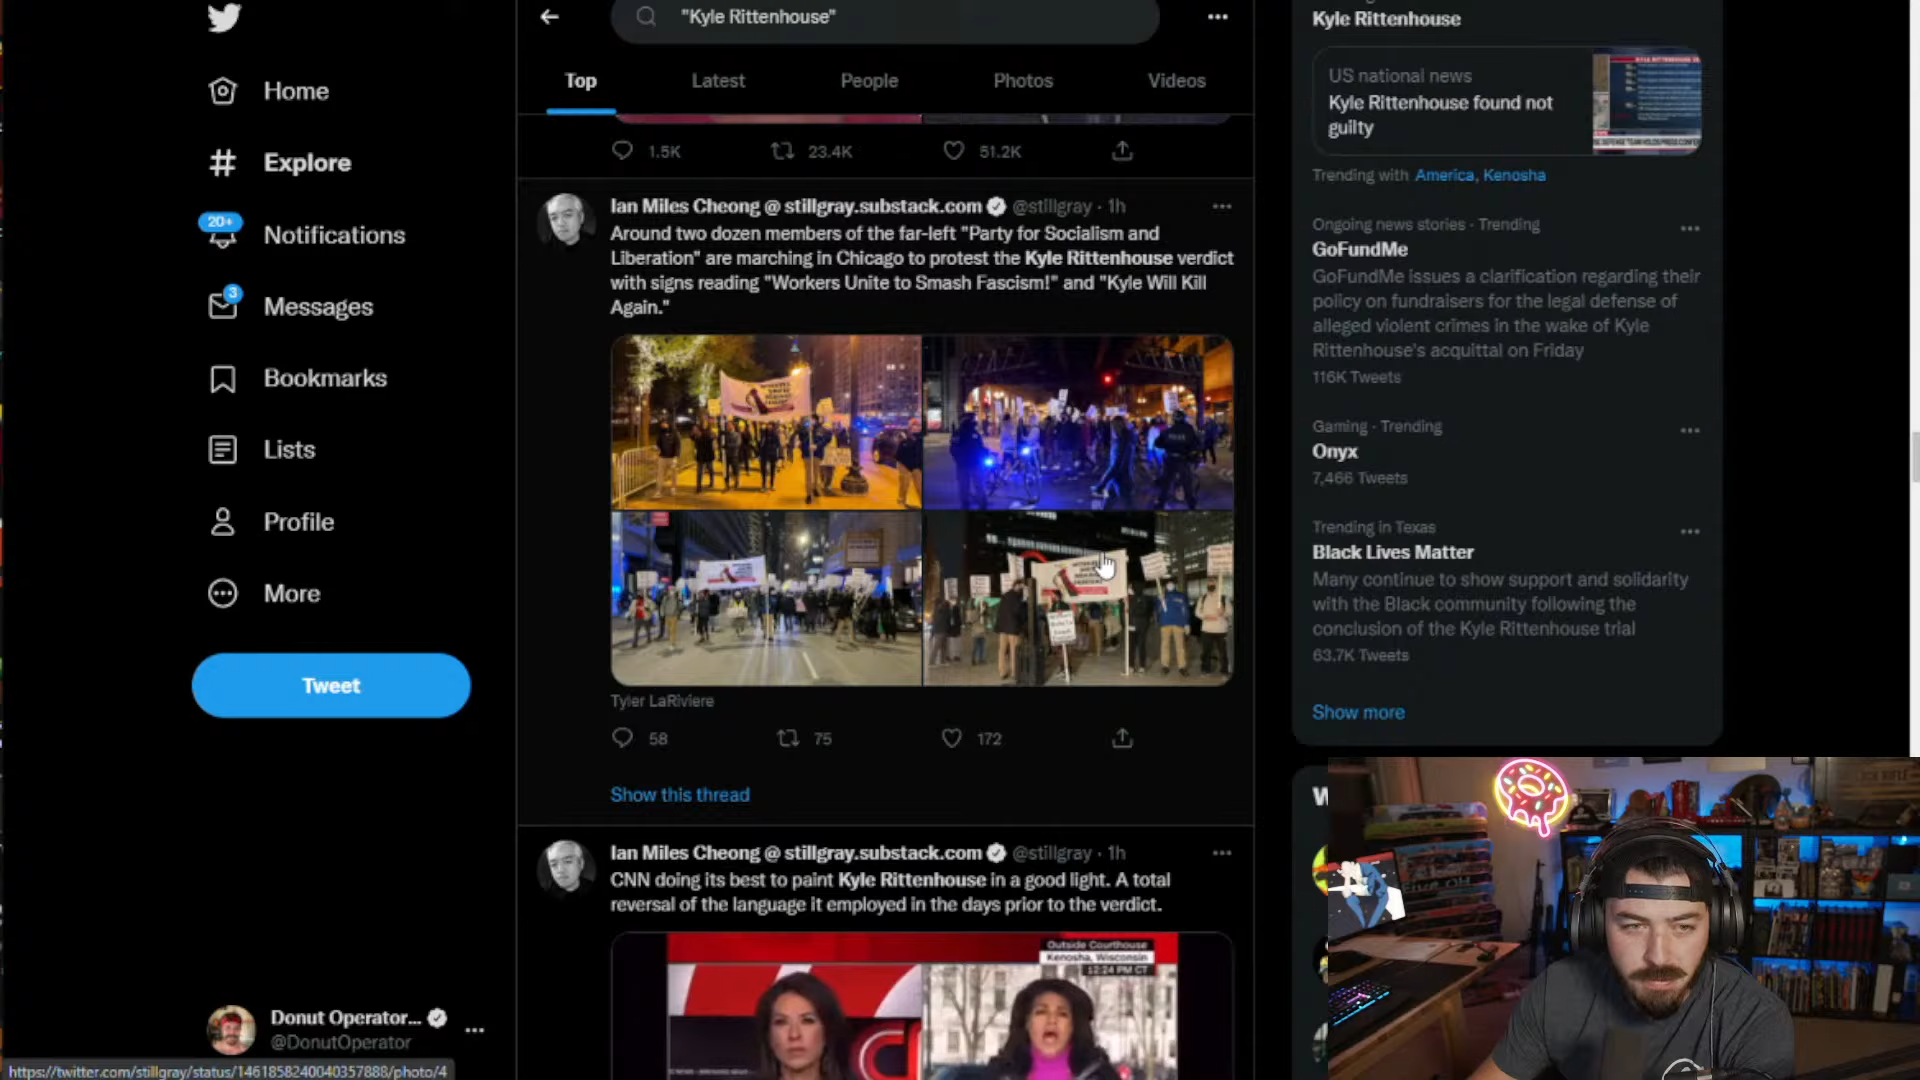 "Kyle Rittenhouse"
Top
Latest
People
Photos
Videos
Home
Explore
20+
Notifications
3
Messages
Bookmarks
Lists
Profile
More
Tweet
Donut Operator...
@DonutOperator
https://twitter.com/stillgray/status/1461858240040357888/photo/4
1.5K
23.4K
51.2K
Ian Miles Cheong @ stillgray.substack.com @stillgray · 1h
Around two dozen members of the far-left "Party for Socialism and
Liberation" are marching in Chicago to protest the Kyle Rittenhouse verdict
with signs reading "Workers Unite to Smash Fascism!" and "Kyle Will Kill
Again."
Tyler LaRiviere
58
75
172
Show this thread
Ian Miles Cheong @ stillgray.substack.com @stillgray · 1h
CNN doing its best to paint Kyle Rittenhouse in a good light. A total
reversal of the language it employed in the days prior to the verdict.
Outside Courthouse
Kenosha, Wisconsin
12:24 PM CT
Kyle Rittenhouse
US national news
Kyle Rittenhouse found not
guilty
Trending with America, Kenosha
Ongoing news stories · Trending
GoFundMe
GoFundMe issues a clarification regarding their
policy on fundraisers for the legal defense of
alleged violent crimes in the wake of Kyle
Rittenhouse's acquittal on Friday
116K Tweets
Gaming · Trending
Onyx
7,466 Tweets
Trending in Texas
Black Lives Matter
Many continue to show support and solidarity
with the Black community following the
conclusion of the Kyle Rittenhouse trial
63.7K Tweets
Show more